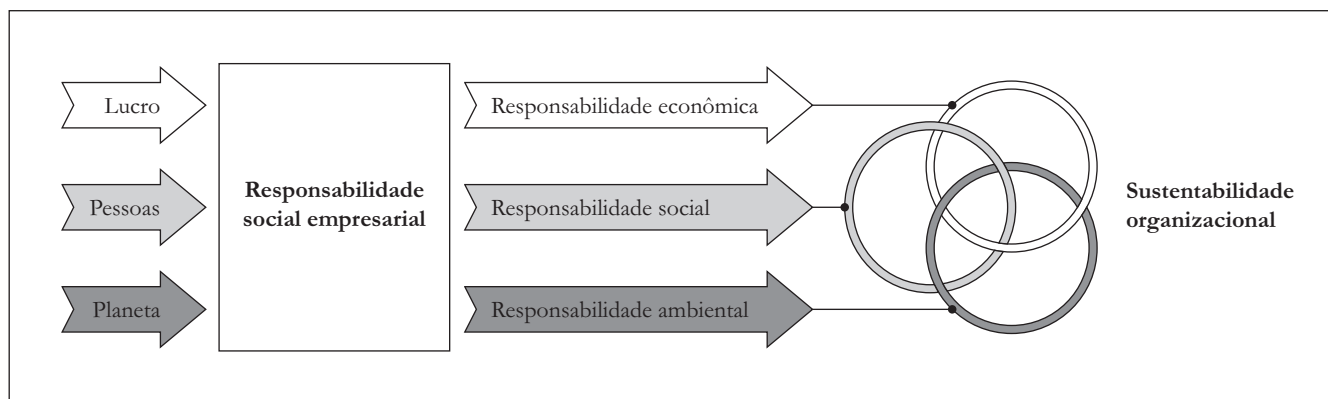 Lucro
Responsabilidade econômica
Pessoas
Responsabilidade
social empresarial
Responsabilidade social
Sustentabilidade
organizacional
Planeta
Responsabilidade ambiental